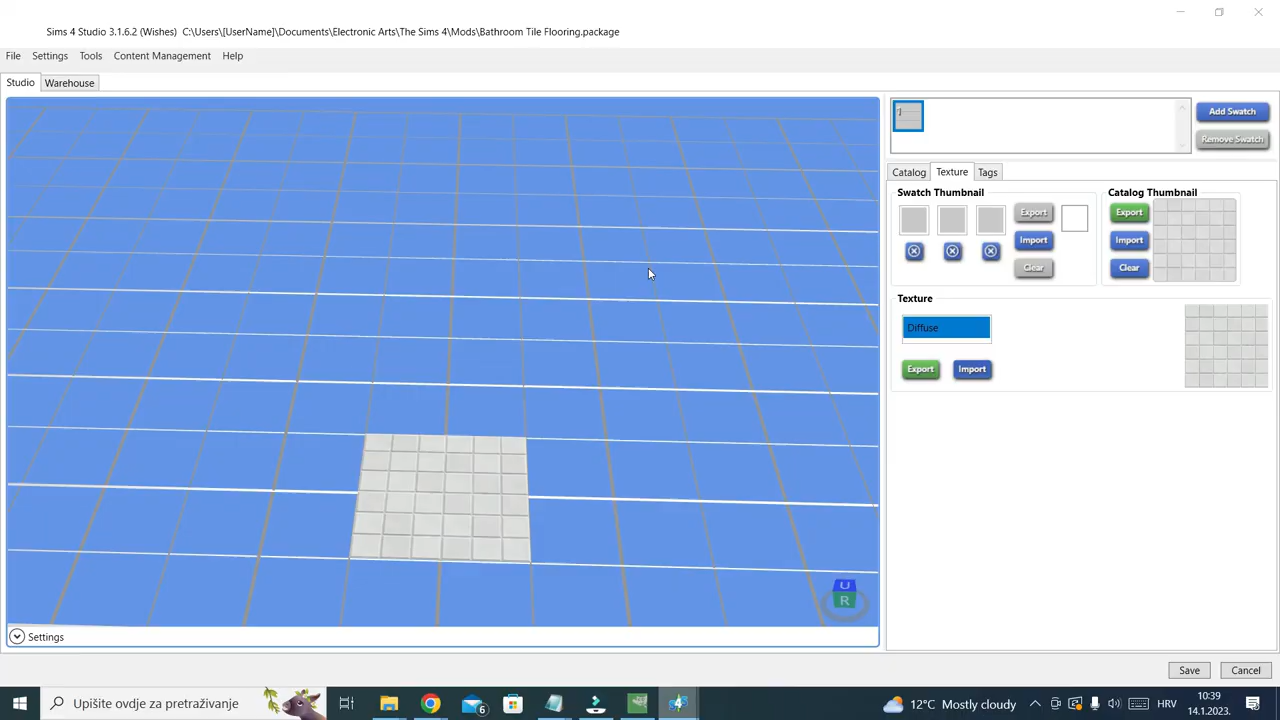 Sims 4 Studio 3.1.6.2 (Wishes) C:\Users\[UserName]\Documents\Electronic Arts\The Sims 4\Mods\Bathroom Tile Flooring.package
File Settings Tools Content Management Help
Studio Warehouse
Add Swatch
Remove Swatch
Catalog Texture Tags
Swatch Thumbnail
Export
Import
Clear
Catalog Thumbnail
Export
Import
Clear
Texture
Diffuse
Export Import
U
R
Settings
Save Cancel
Upišite ovdje za pretraživanje
6
12°C Mostly cloudy
HRV
10:39
14.1.2023.